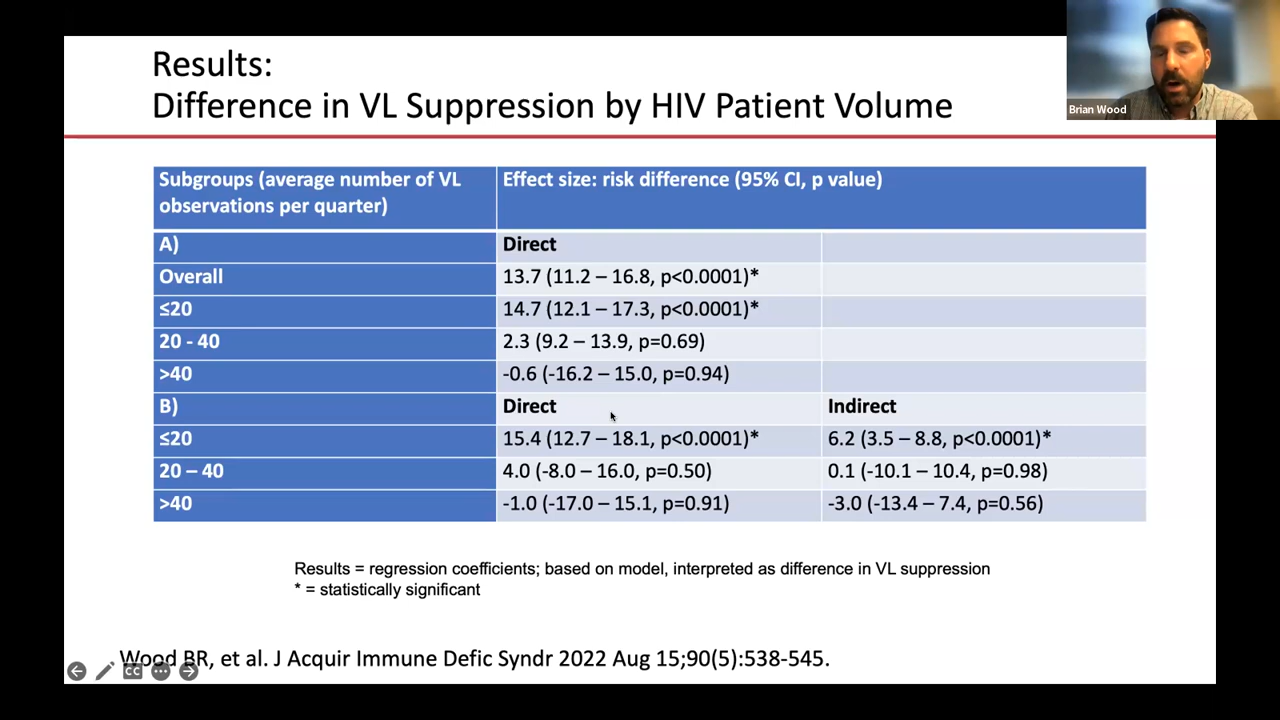 Results:
Difference in VL Suppression by HIV Patient Volume
Brian Wood
Subgroups (average number of VL observations per quarter) Effect size: risk difference (95% CI, p value)
A) Direct
Overall 13.7 (11.2 – 16.8, p<0.0001)*
≤20 14.7 (12.1 – 17.3, p<0.0001)*
20 - 40 2.3 (9.2 – 13.9, p=0.69)
>40 -0.6 (-16.2 – 15.0, p=0.94)
B) Direct Indirect
≤20 15.4 (12.7 – 18.1, p<0.0001)* 6.2 (3.5 – 8.8, p<0.0001)*
20 – 40 4.0 (-8.0 – 16.0, p=0.50) 0.1 (-10.1 – 10.4, p=0.98)
>40 -1.0 (-17.0 – 15.1, p=0.91) -3.0 (-13.4 – 7.4, p=0.56)
Results = regression coefficients; based on model, interpreted as difference in VL suppression
* = statistically significant
Wood BR, et al. J Acquir Immune Defic Syndr 2022 Aug 15;90(5):538-545.
CC